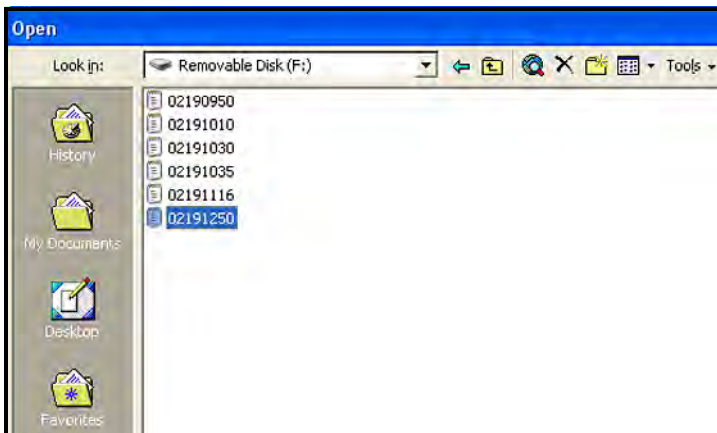 Open
Look in: Removable Disk (F:) Tools
02190950
02191010
02191030
02191035
02191116
02191250
History
My Documents
Desktop
Favorites